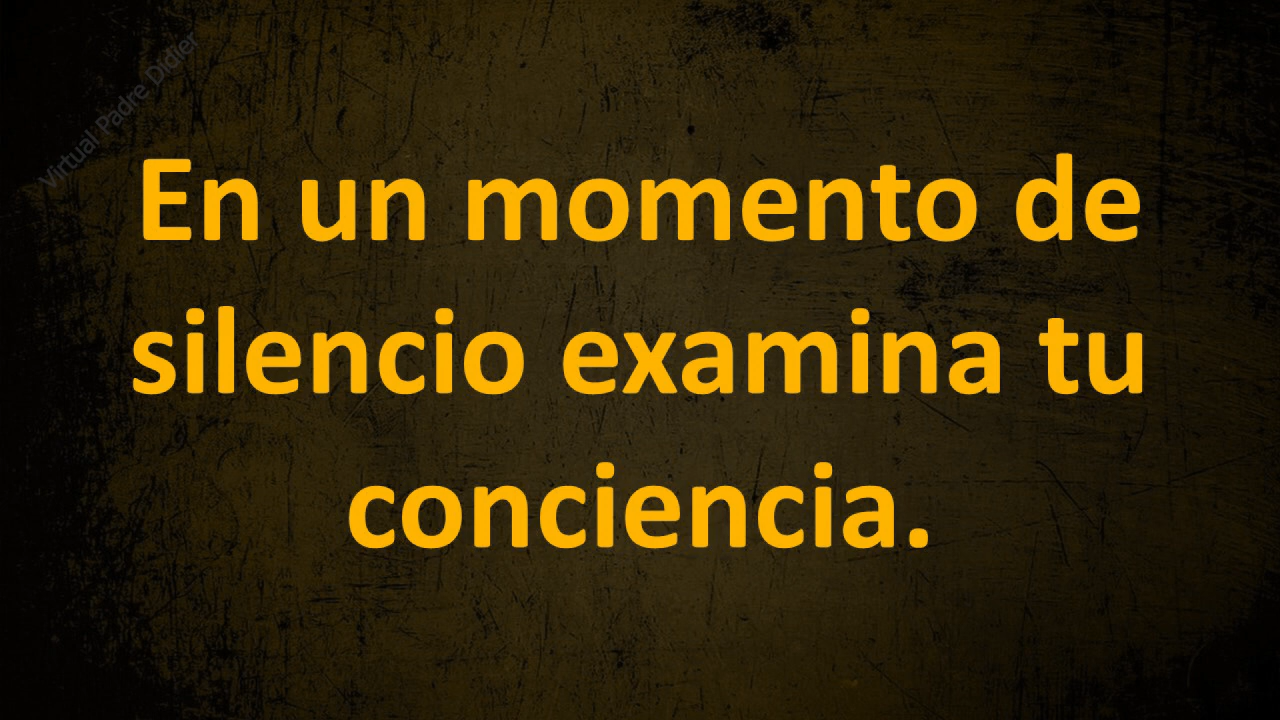 Virtual Padre Didier
En un momento de
silencio examina tu
conciencia.